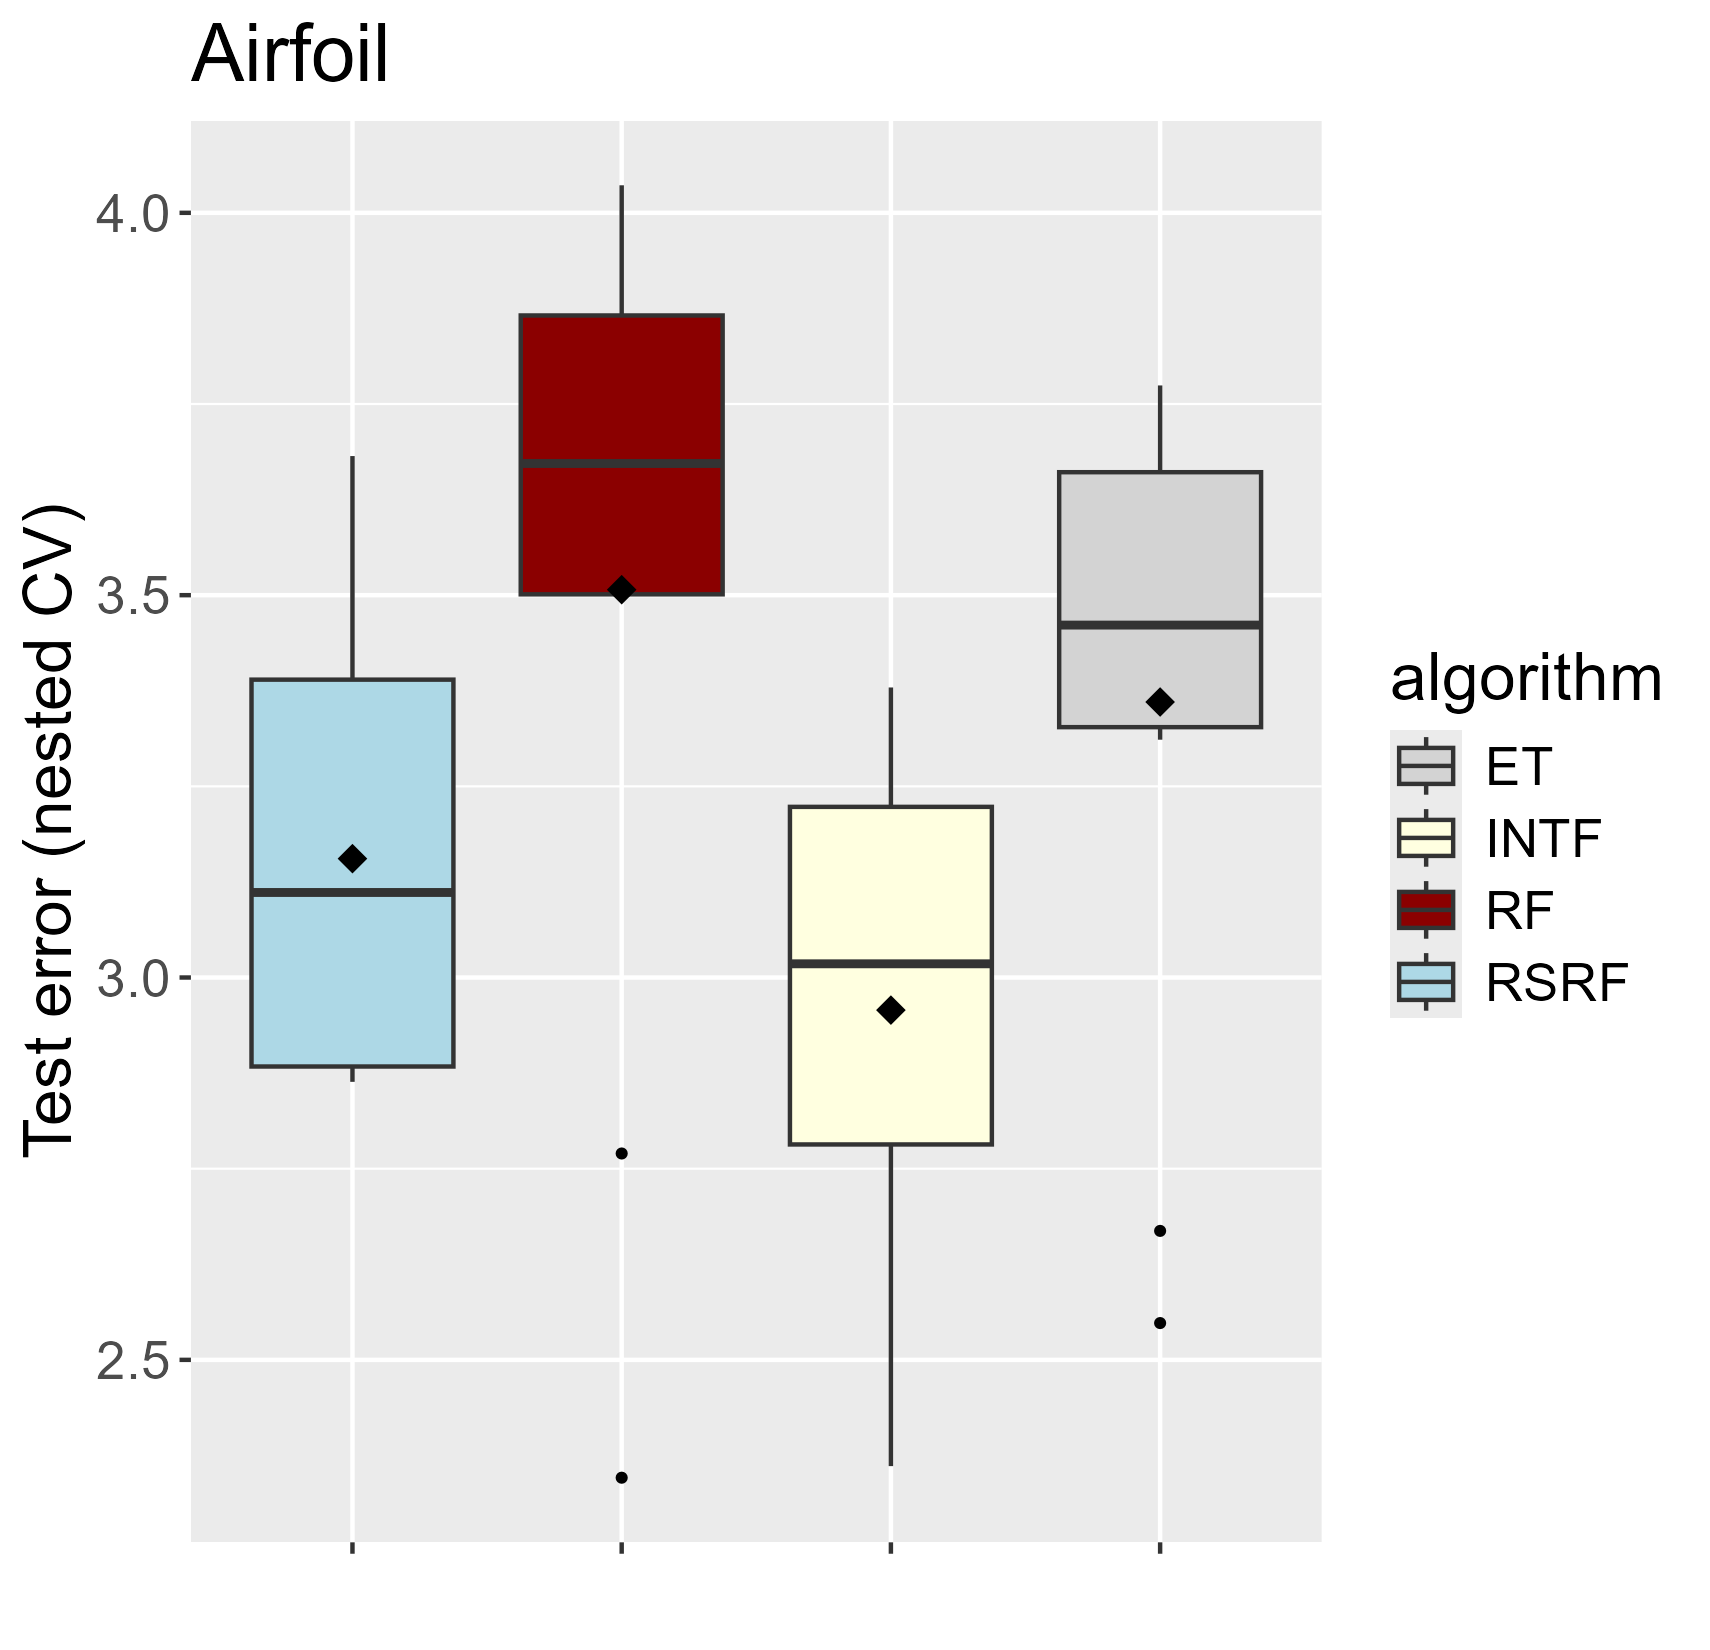 Airfoil
Test error (nested CV)
4.0
3.5
3.0
2.5
algorithm
ET
INTF
RF
RSRF